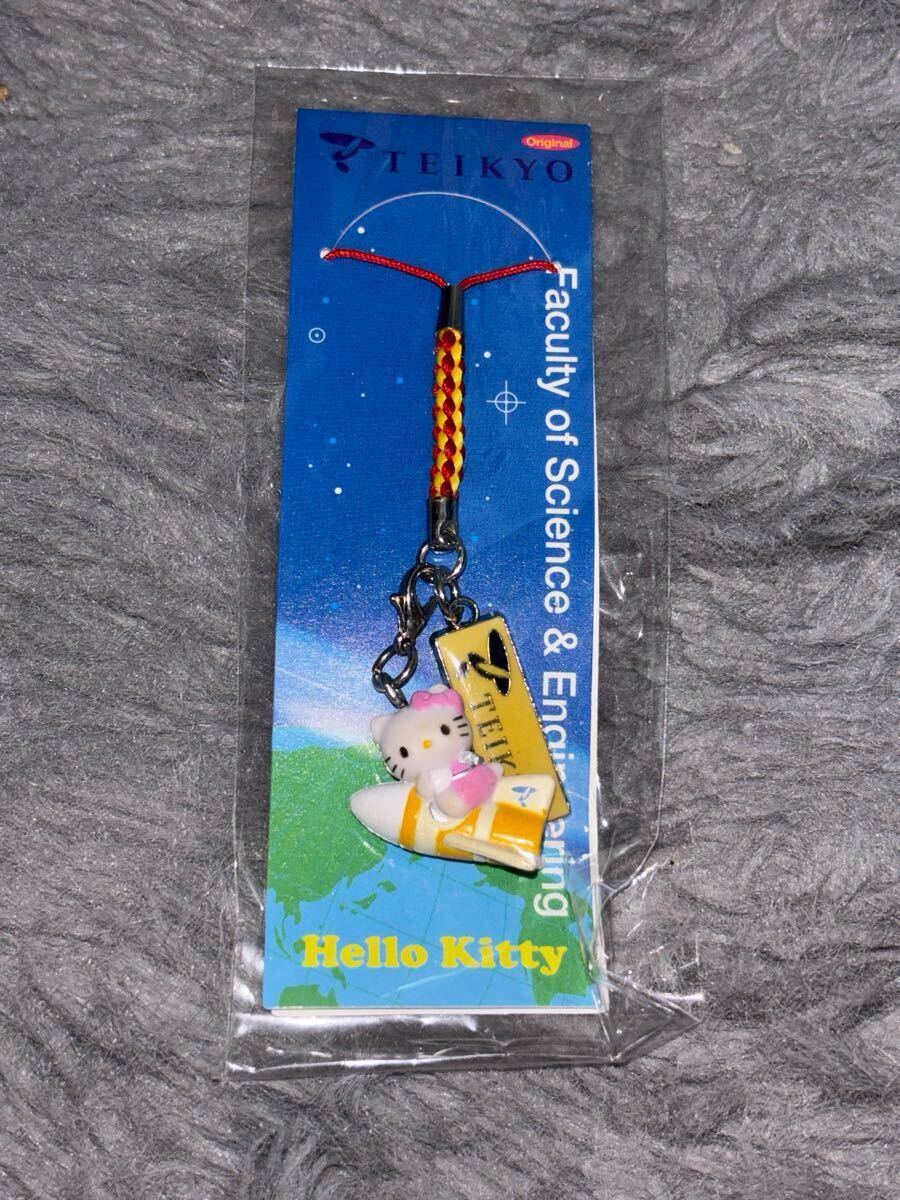 Original
TEIKYO
Faculty of Science & Engineering
TEIK
Hello Kitty